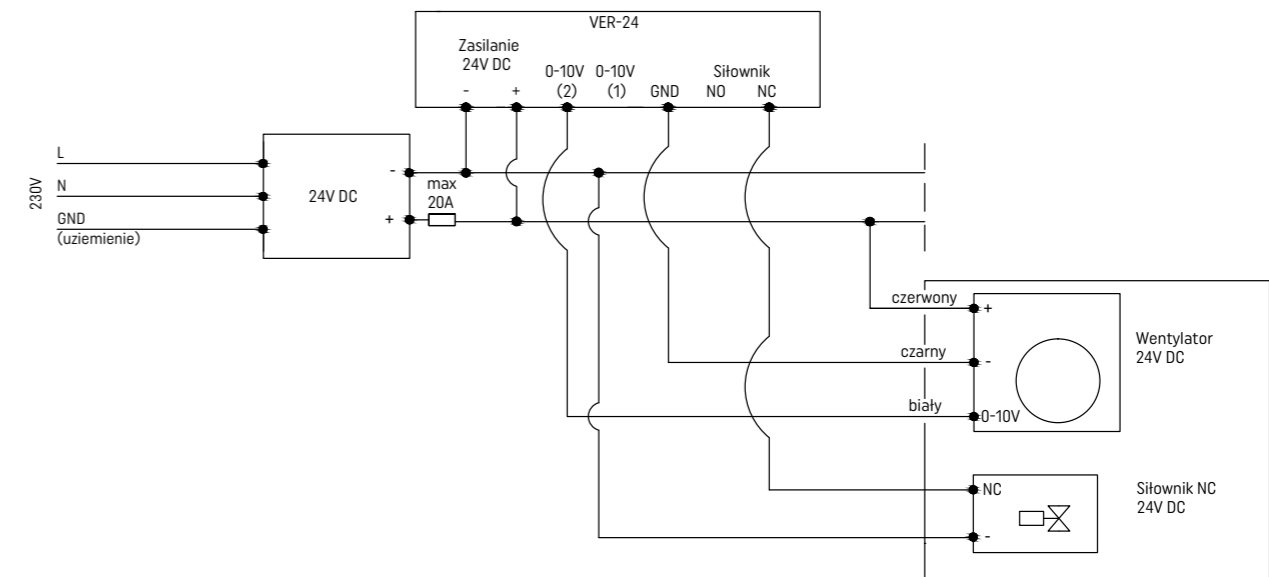 VER-24
Zasilanie
24V DC
0-10V 0-10V Siłownik
- + (2) (1) GND NO NC
L
N
GND
(uziemienie)
230V
24V DC
-
+
max
20A
czerwony
+
czarny
-
biały
0-10V
Wentylator
24V DC
NC
-
Siłownik NC
24V DC